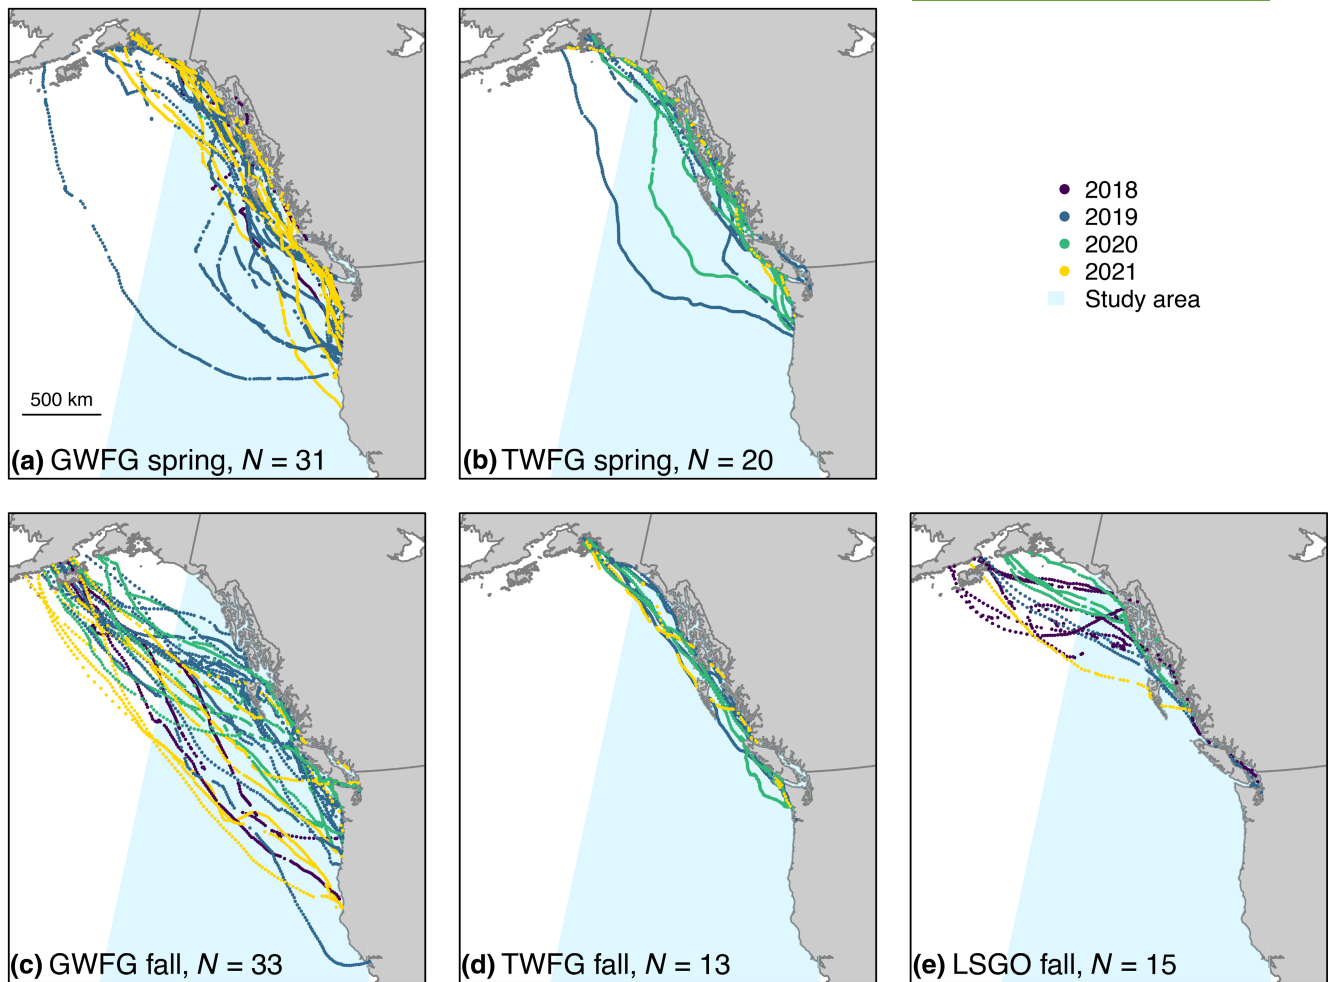 2018
2019
2020
2021
Study area
500 km
(a) GWFG spring, N = 31
(b) TWFG spring, N = 20
(c) GWFG fall, N = 33
(d) TWFG fall, N = 13
(e) LSGO fall, N = 15